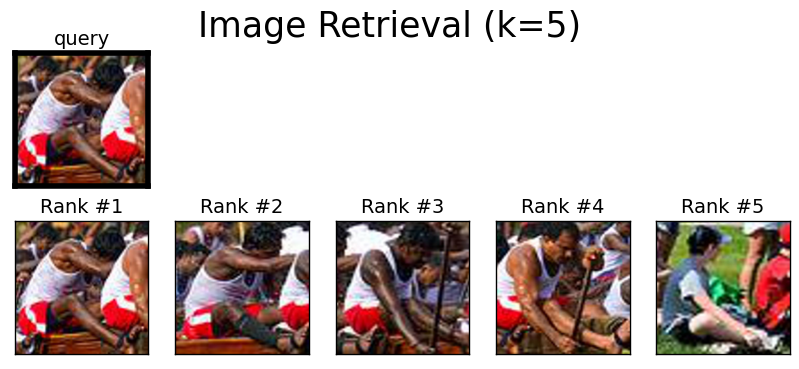 Image Retrieval (k=5)
query
Rank #1
Rank #2
Rank #3
Rank #4
Rank #5